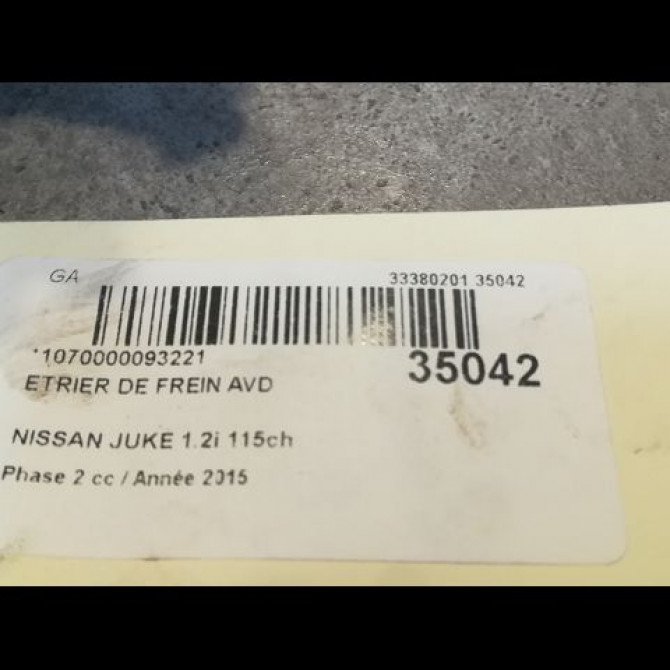 GA 33380201 35042
*1070000093221 35042
ETRIER DE FREIN AVD
NISSAN JUKE 1.2i 115ch
Phase 2 cc / Année 2015